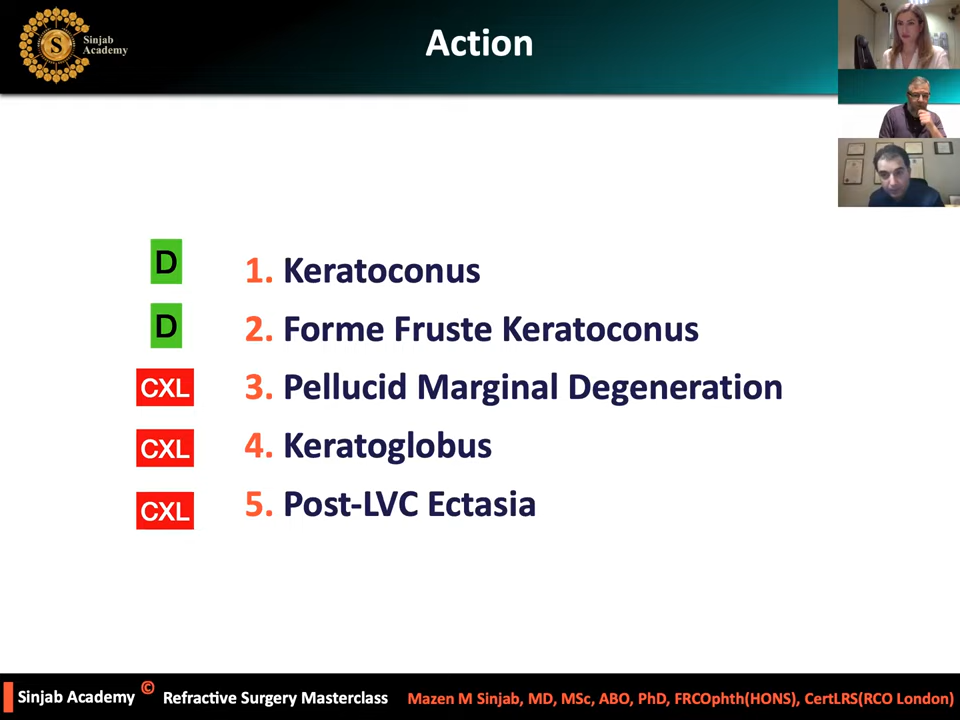 Sinjab
Academy
S
Action
D 1. Keratoconus
D 2. Forme Fruste Keratoconus
CXL 3. Pellucid Marginal Degeneration
CXL 4. Keratoglobus
CXL 5. Post-LVC Ectasia
Sinjab Academy © Refractive Surgery Masterclass Mazen M Sinjab, MD, MSc, ABO, PhD, FRCOphth(HONS), CertLRS(RCO London)